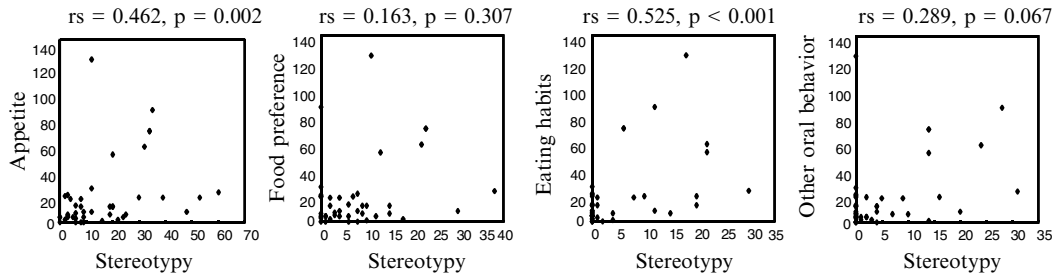 rs = 0.462, p = 0.002
rs = 0.163, p = 0.307
rs = 0.525, p < 0.001
rs = 0.289, p = 0.067
Appetite
140
120
100
80
60
40
20
0
0 10 20 30 40 50 60 70
Stereotypy
Food preference
140
120
100
80
60
40
20
0
0 5 10 15 20 25 30 35 40
Stereotypy
Eating habits
140
120
100
80
60
40
20
0
0 5 10 15 20 25 30 35
Stereotypy
Other oral behavior
140
120
100
80
60
40
20
0
0 5 10 15 20 25 30 35
Stereotypy